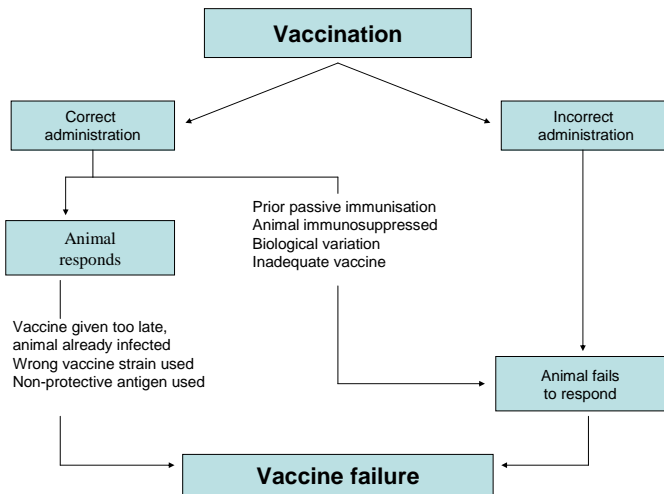 Vaccination
Correct
administration
Incorrect
administration
Prior passive immunisation
Animal immunosuppressed
Biological variation
Inadequate vaccine
Animal
responds
Vaccine given too late,
animal already infected
Wrong vaccine strain used
Non-protective antigen used
Animal fails
to respond
Vaccine failure